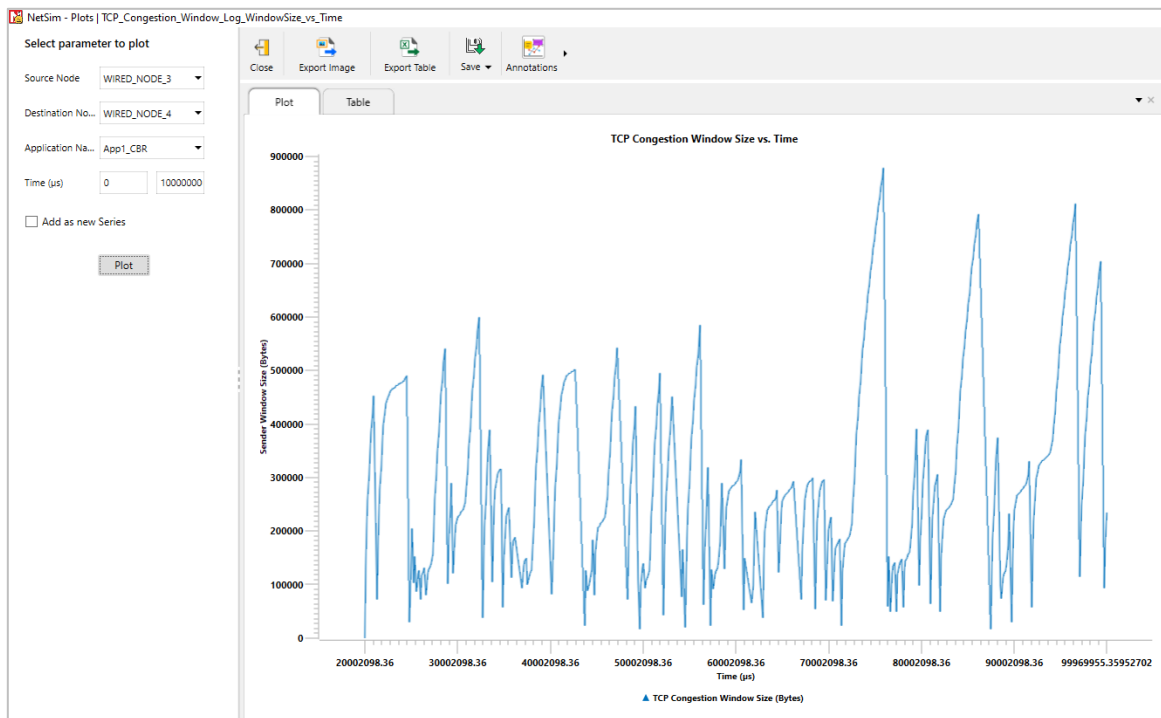 NetSim - Plots | TCP_Congestion_Window_Log_WindowSize_vs_Time
Select parameter to plot
Source Node WIRED_NODE_3
Destination No... WIRED_NODE_4
Application Na... App1_CBR
Time (µs) 0 10000000
Add as new Series
Plot
Close Export Image Export Table Save Annotations
Plot Table
TCP Congestion Window Size vs. Time
Sender Window Size (Bytes)
900000
800000
700000
600000
500000
400000
300000
200000
100000
0
20002098.36 30002098.36 40002098.36 50002098.36 60002098.36 70002098.36 80002098.36 90002098.36 99969955.35952702
Time (µs)
TCP Congestion Window Size (Bytes)